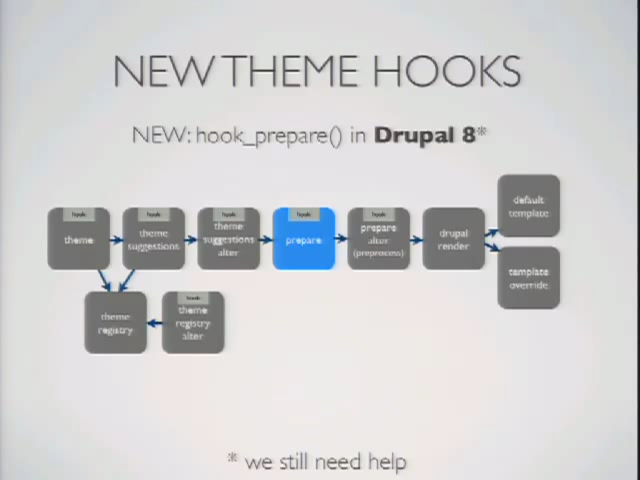 NEW THEME HOOKS
NEW: hook_prepare() in Drupal 8*
hook
theme
hook
theme
suggestions
hook
theme
suggestions
alter
hook
prepare
hook
prepare
alter
(preprocess)
drupal
render
default
template
template
override
theme
registry
hook
theme
registry
alter
* we still need help